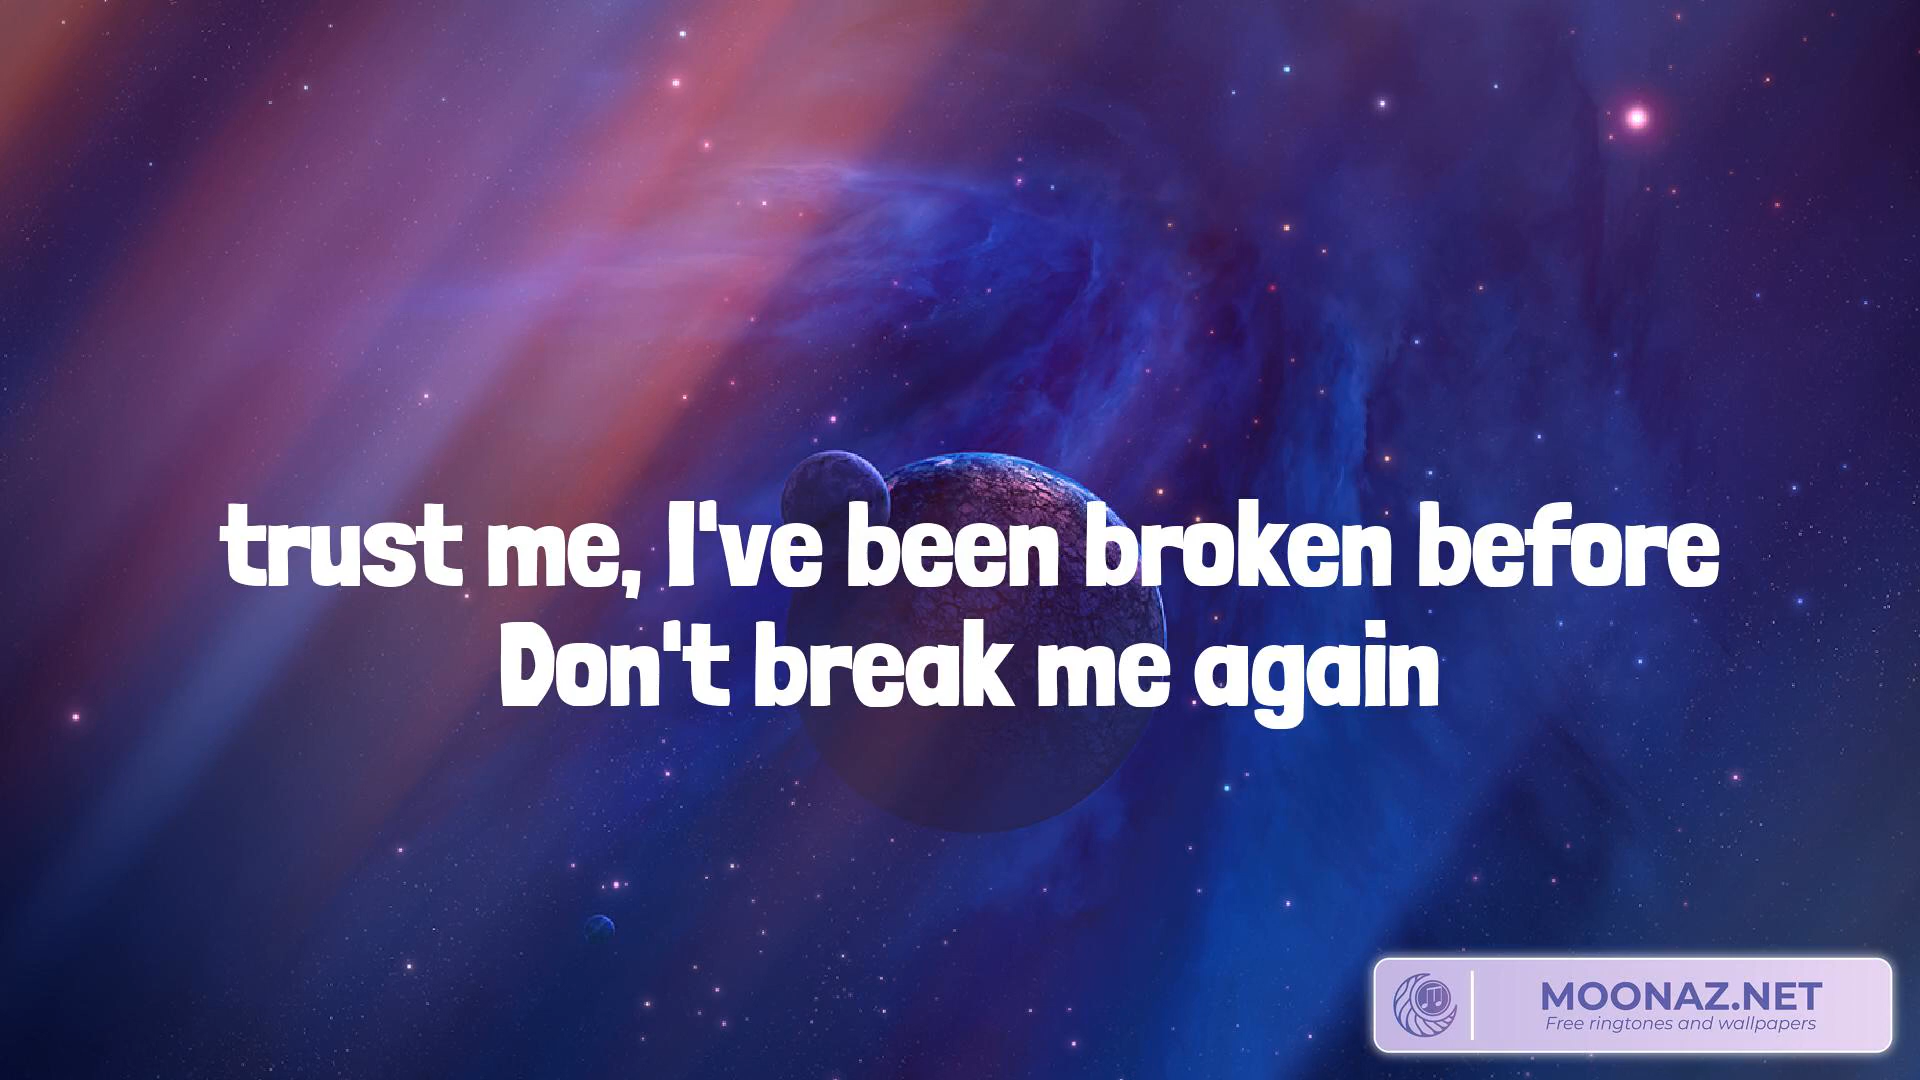 trust me, I've been broken before
Don't break me again
MOONAZ.NET
Free ringtones and wallpapers